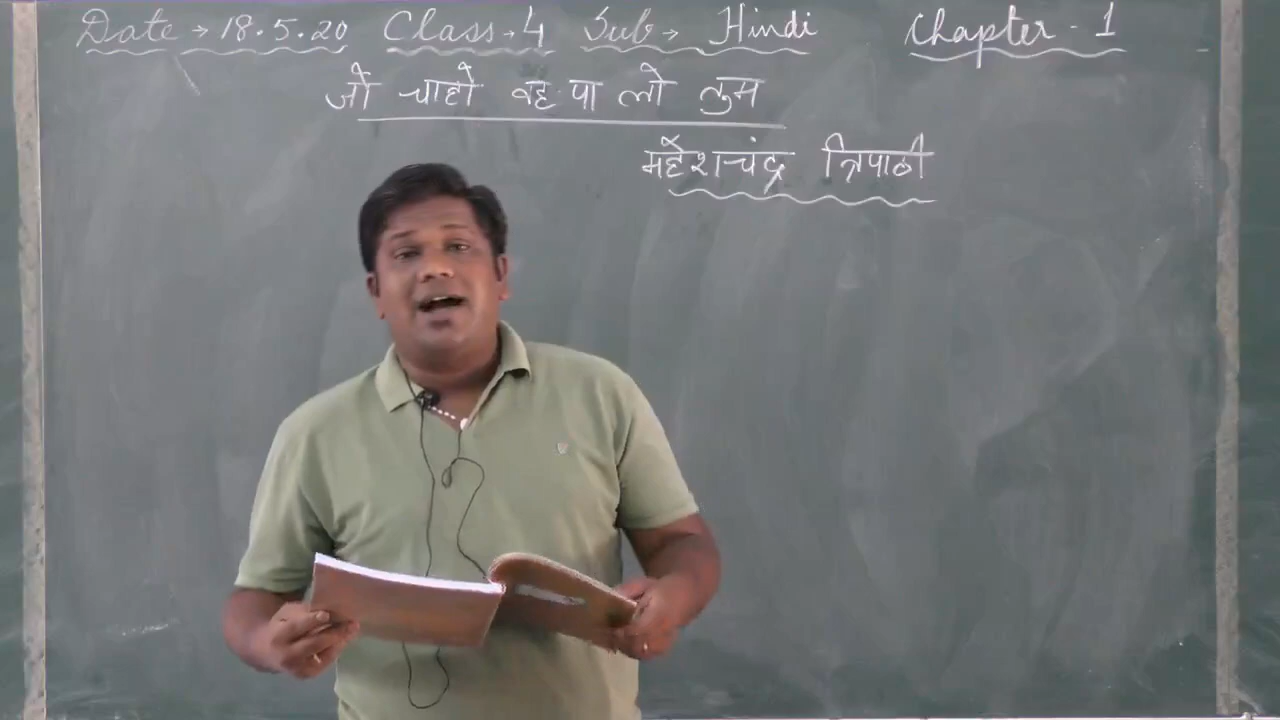 Date → 18.5.20 Class → 4 Sub → Hindi Chapter - 1
जो चाहो वह पा लो तुम
महेशचंद्र त्रिपाठी